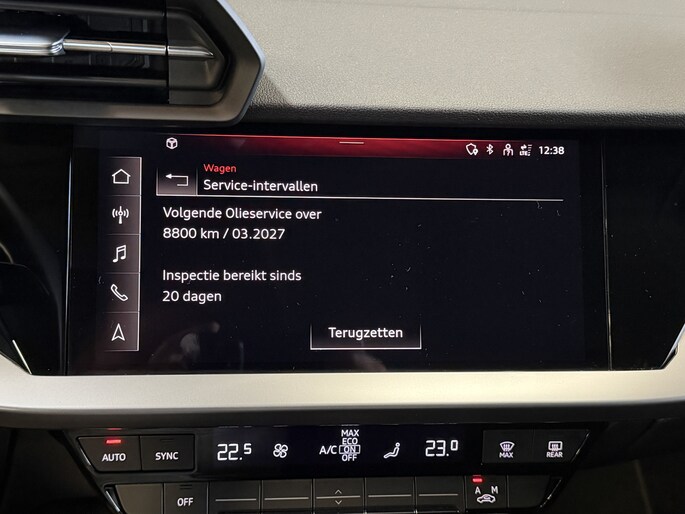 LTE
12:38
Wagen
Service-intervallen
Volgende Olieservice over
8800 km / 03.2027
Inspectie bereikt sinds
20 dagen
Terugzetten
AUTO
SYNC
22.5
A/C
MAX
ECO
ON
OFF
23.0
MAX
REAR
OFF
A M